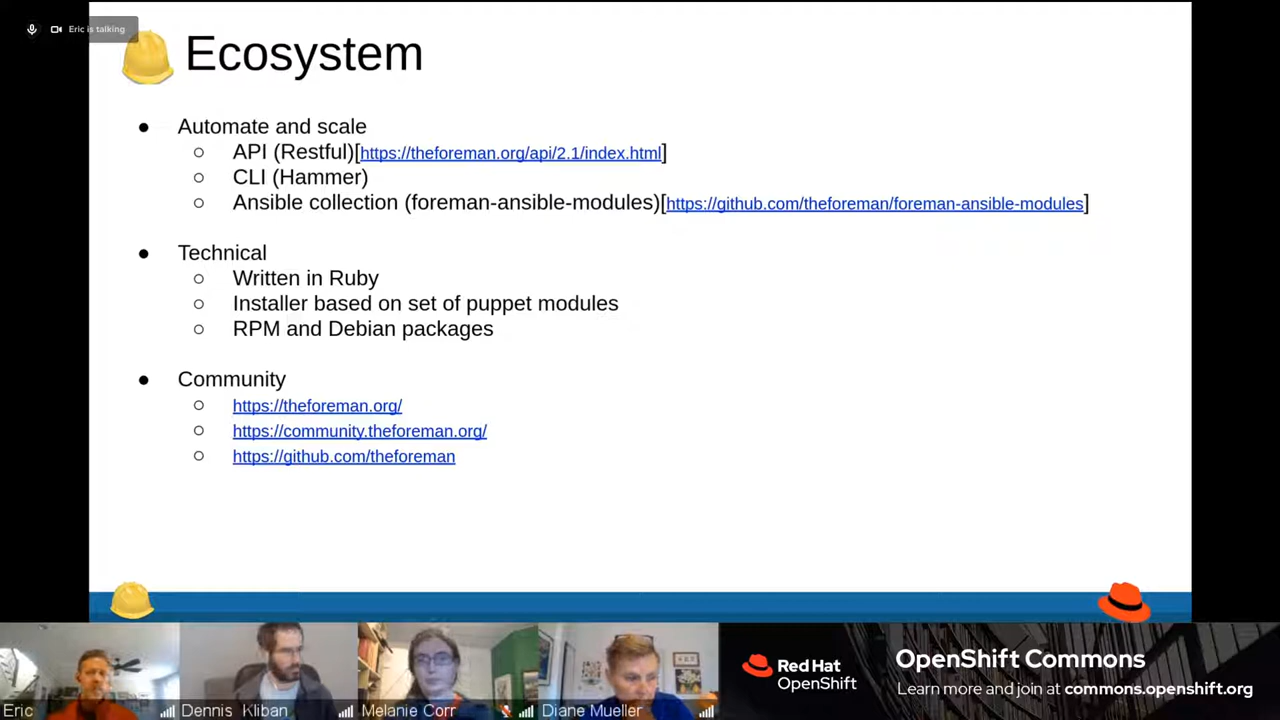 Eric is talking
Ecosystem
● Automate and scale
○ API (Restful)[https://theforeman.org/api/2.1/index.html]
○ CLI (Hammer)
○ Ansible collection (foreman-ansible-modules)[https://github.com/theforeman/foreman-ansible-modules]
● Technical
○ Written in Ruby
○ Installer based on set of puppet modules
○ RPM and Debian packages
● Community
○ https://theforeman.org/
○ https://community.theforeman.org/
○ https://github.com/theforeman
Eric
Dennis Kliban
Melanie Corr
Diane Mueller
Red Hat
OpenShift
OpenShift Commons
Learn more and join at commons.openshift.org